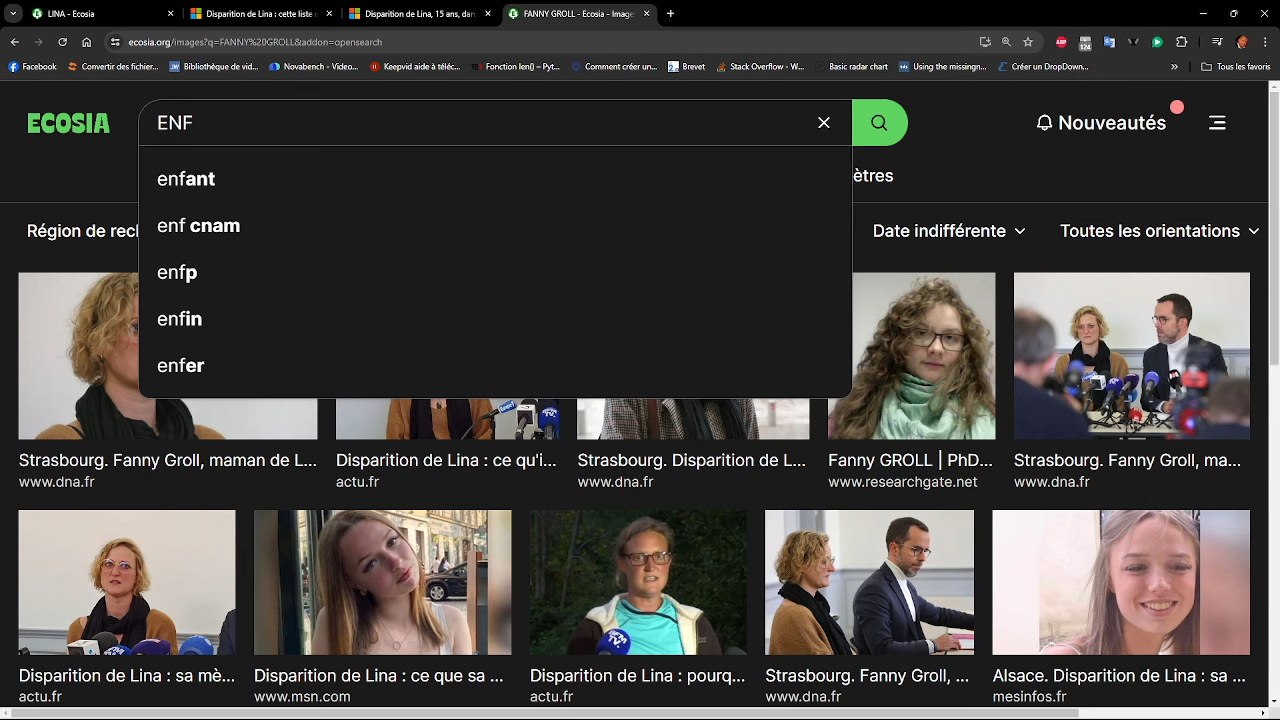 LINA - Ecosia
Disparition de Lina : cette liste
Disparition de Lina, 15 ans, dan
FANNY GROLL - Ecosia - Image
ecosia.org/images?q=FANNY%20GROLL&addon=opensearch
124
Facebook
Convertir des fichier...
Bibliothèque de vid...
Novabench - Video...
Keepvid aide à téléc...
Fonction len() – Pyt...
Comment créer un...
Brevet
Stack Overflow - W...
Basic radar chart
Using the missingn...
Créer un DropDown...
Tous les favoris
ECOSIA
ENF
Nouveautés
enfant
enf cnam
enfp
enfin
enfer
ètres
Région de rech
Date indifférente
Toutes les orientations
Strasbourg. Fanny Groll, maman de L...
www.dna.fr
Disparition de Lina : ce qu'i...
actu.fr
Strasbourg. Disparition de L...
www.dna.fr
Fanny GROLL | PhD...
www.researchgate.net
Strasbourg. Fanny Groll, ma...
www.dna.fr
Disparition de Lina : sa mè...
actu.fr
Disparition de Lina : ce que sa ...
www.msn.com
Disparition de Lina : pourq...
actu.fr
Strasbourg. Fanny Groll, ...
www.dna.fr
Alsace. Disparition de Lina : sa ...
mesinfos.fr